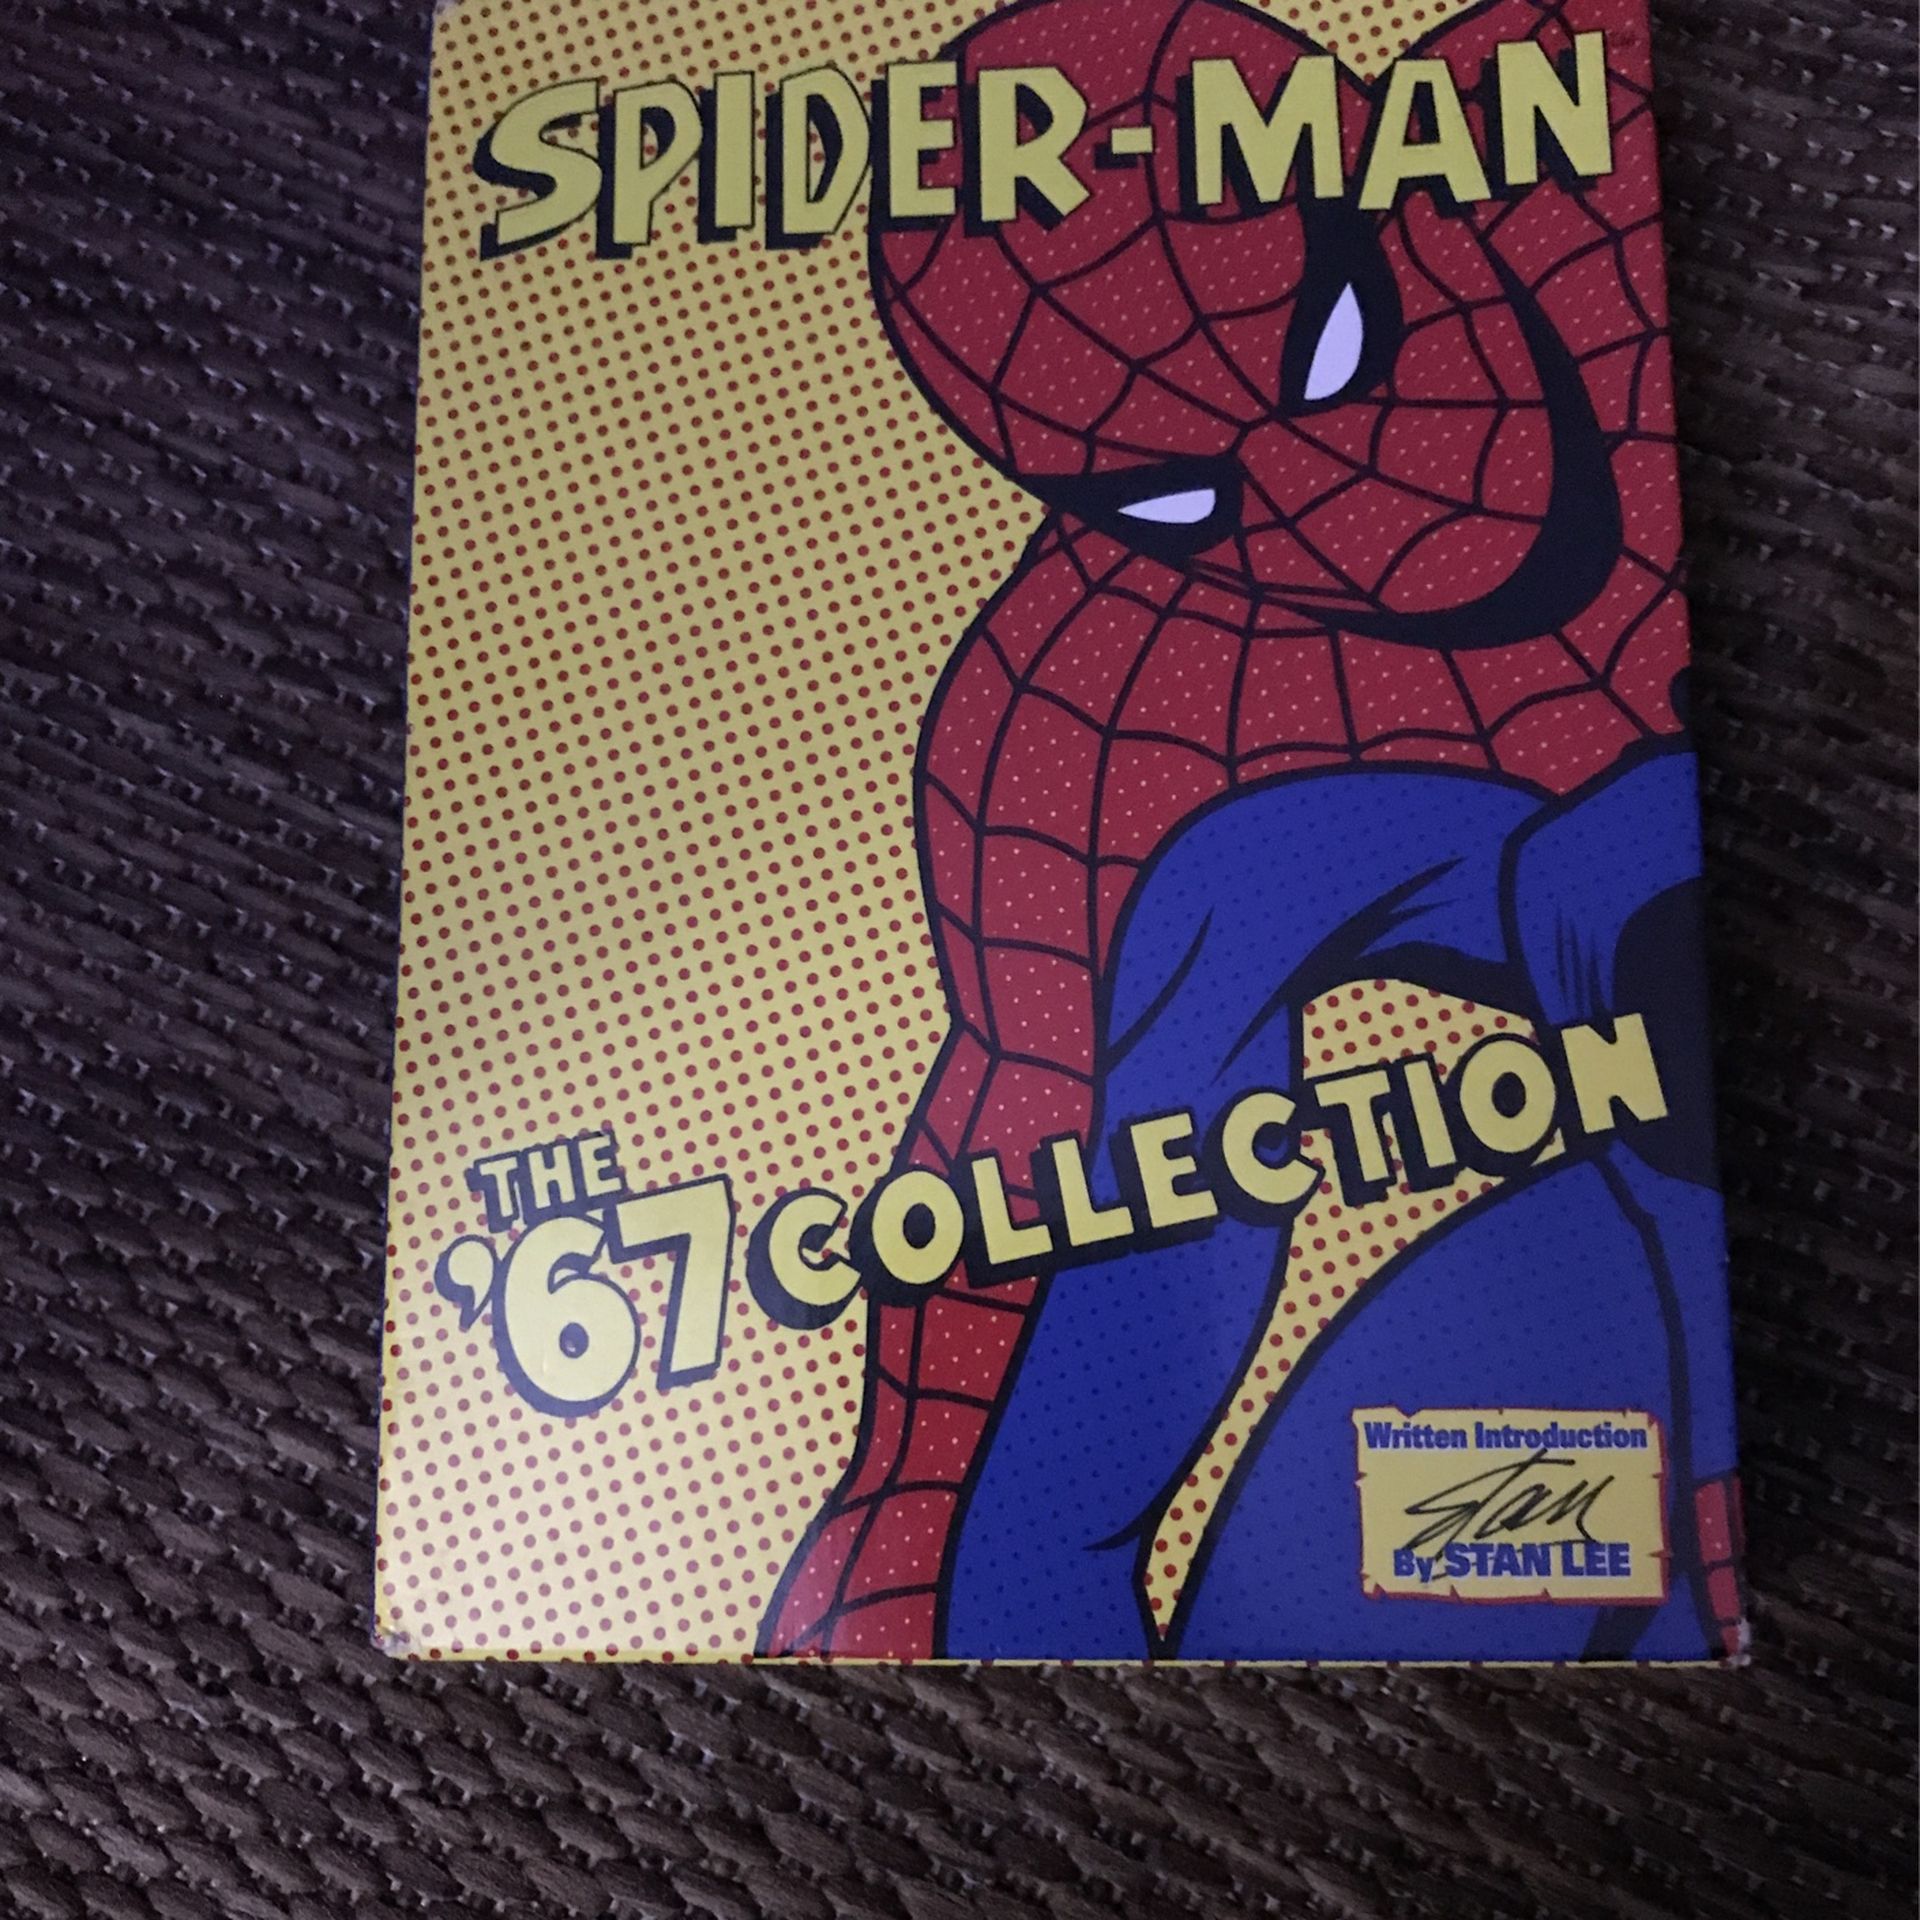 SPIDER-MAN
THE
'67 COLLECTION
Written Introduction
Stan
By STAN LEE